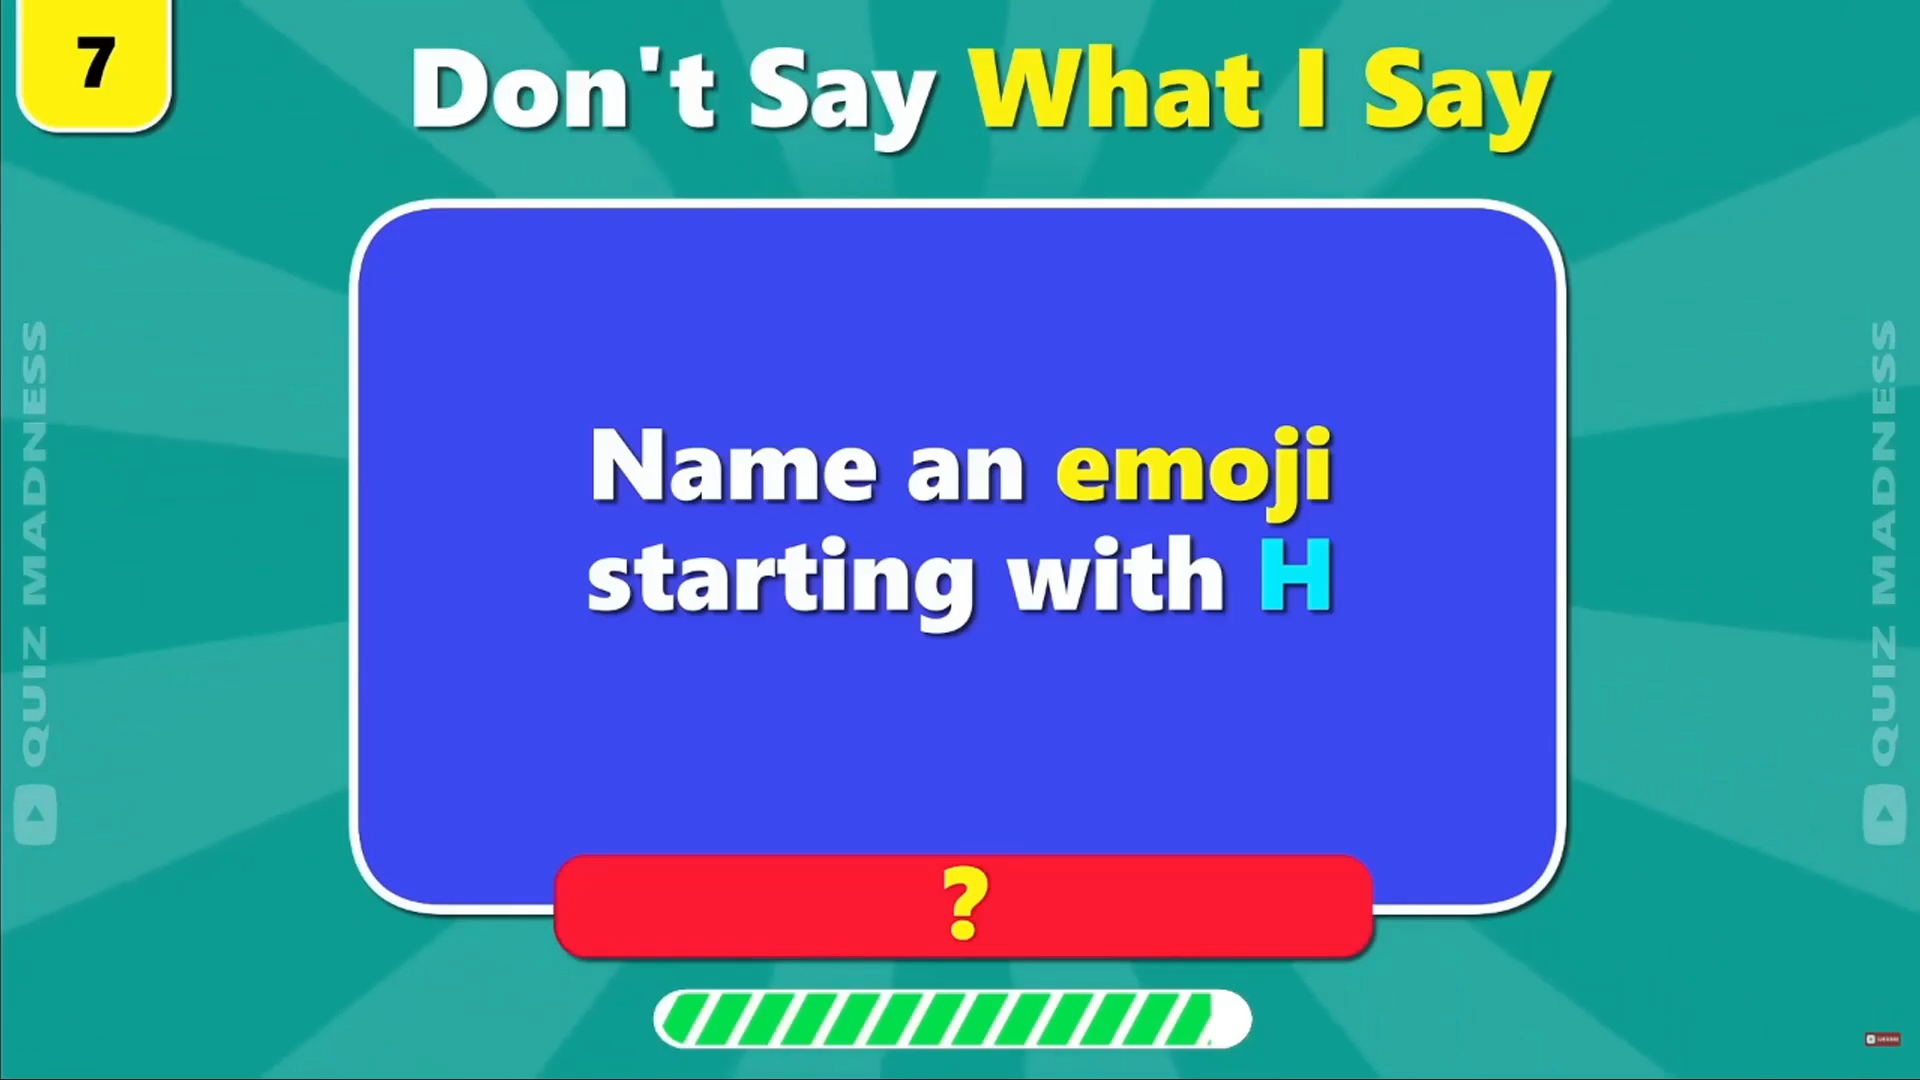 7
Don't Say What I Say
Name an emoji
starting with H
?
QUIZ MADNESS
QUIZ MADNESS